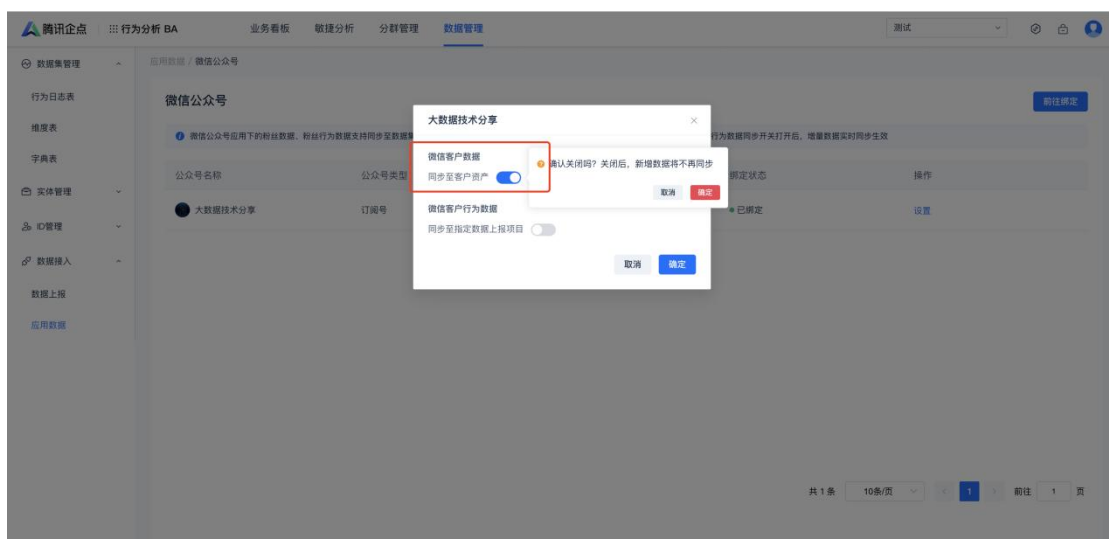 腾讯企点 行为分析 BA 业务看板 敏捷分析 分群管理 数据管理 测试
数据集管理
行为日志表
维度表
字典表
实体管理
ID管理
数据接入
数据上报
应用数据
应用数据 / 微信公众号
微信公众号 前往绑定
微信公众号应用下的粉丝数据、粉丝行为数据支持同步至数据集 行为数据同步开关打开后，增量数据实时同步生效
公众号名称 公众号类型 绑定状态 操作
大数据技术分享 订阅号 已绑定 设置
大数据技术分享
微信客户数据
同步至客户资产
确认关闭吗？关闭后，新增数据将不再同步
取消 确定
微信客户行为数据
同步至指定数据上报项目
取消 确定
共 1 条 10条/页 1 前往 1 页